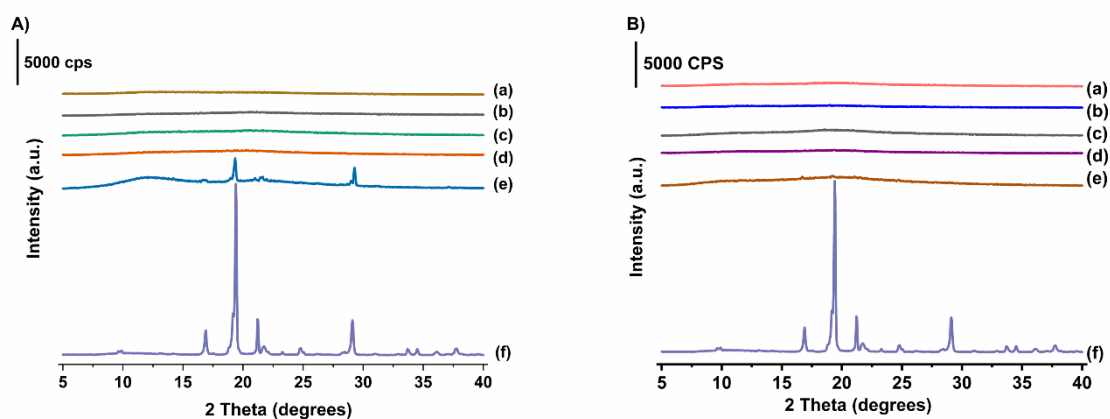 A)
5000 cps
(a)
(b)
(c)
(d)
(e)
(f)
Intensity (a.u.)
5 10 15 20 25 30 35 40
2 Theta (degrees)
B)
5000 CPS
(a)
(b)
(c)
(d)
(e)
(f)
Intensity (a.u.)
5 10 15 20 25 30 35 40
2 Theta (degrees)